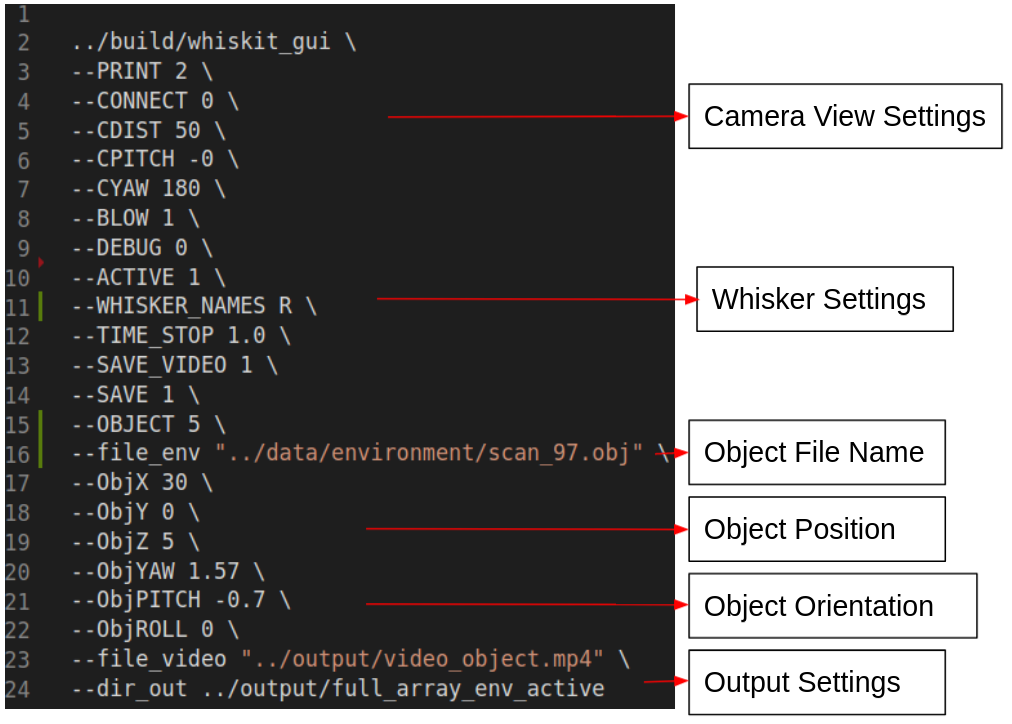 1
2 ../build/whiskit_gui \
3 --PRINT 2 \
4 --CONNECT 0 \
5 --CDIST 50 \
6 --CPITCH -0 \
7 --CYAW 180 \
8 --BLOW 1 \
9 --DEBUG 0 \
10 --ACTIVE 1 \
11 --WHISKER_NAMES R \
12 --TIME_STOP 1.0 \
13 --SAVE_VIDEO 1 \
14 --SAVE 1 \
15 --OBJECT 5 \
16 --file_env "../data/environment/scan_97.obj" \
17 --ObjX 30 \
18 --ObjY 0 \
19 --ObjZ 5 \
20 --ObjYAW 1.57 \
21 --ObjPITCH -0.7 \
22 --ObjROLL 0 \
23 --file_video "../output/video_object.mp4" \
24 --dir_out ../output/full_array_env_active
Camera View Settings
Whisker Settings
Object File Name
Object Position
Object Orientation
Output Settings